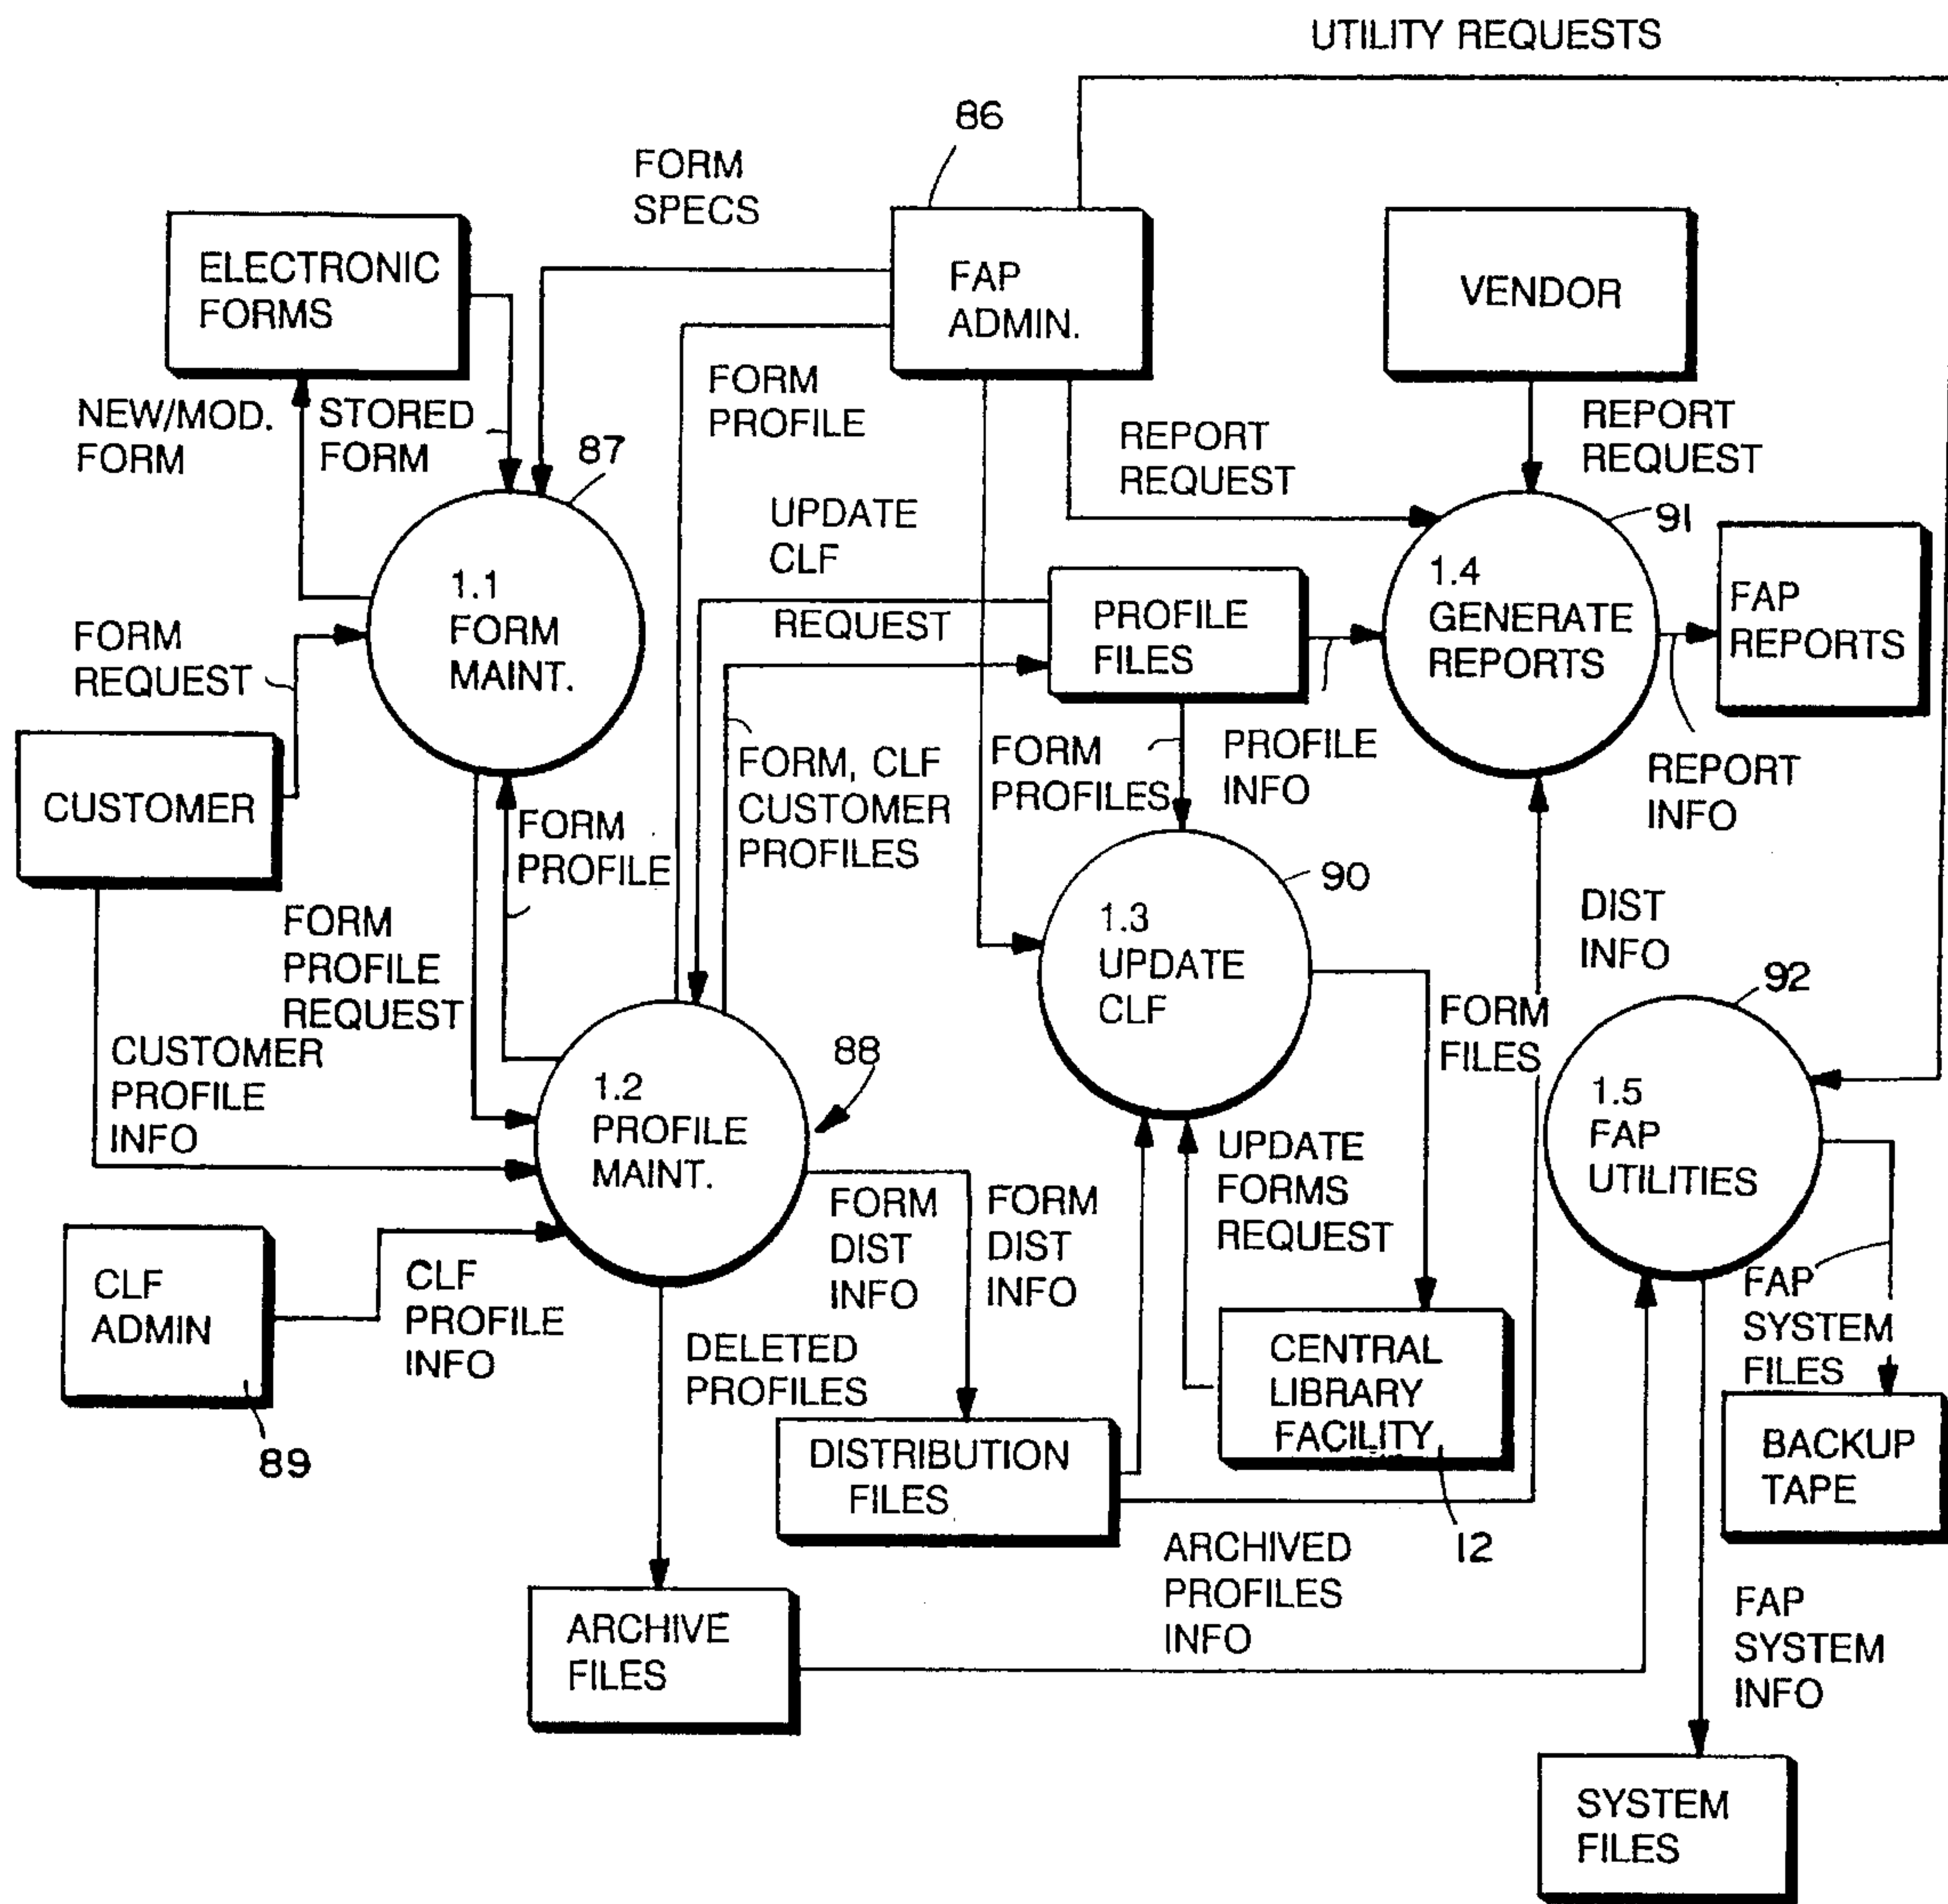 UTILITY REQUESTS
86
FORM
SPECS
ELECTRONIC
FORMS
FAP
ADMIN.
VENDOR
NEW/MOD.
FORM
STORED
FORM
87
FORM
PROFILE
REPORT
REQUEST
REPORT
REQUEST
91
UPDATE
CLF
REQUEST
1.1
FORM
MAINT.
PROFILE
FILES
1.4
GENERATE
REPORTS
FAP
REPORTS
FORM
REQUEST
CUSTOMER
FORM
PROFILE
FORM, CLF
CUSTOMER
PROFILES
FORM
PROFILES
PROFILE
INFO
REPORT
INFO
90
FORM
PROFILE
REQUEST
1.3
UPDATE
CLF
DIST
INFO
92
FORM
FILES
CUSTOMER
PROFILE
INFO
88
1.2
PROFILE
MAINT.
1.5
FAP
UTILITIES
UPDATE
FORMS
REQUEST
FORM
DIST
INFO
FORM
DIST
INFO
CLF
ADMIN
CLF
PROFILE
INFO
89
DELETED
PROFILES
CENTRAL
LIBRARY
FACILITY
12
FAP
SYSTEM
FILES
BACKUP
TAPE
DISTRIBUTION
FILES
ARCHIVED
PROFILES
INFO
ARCHIVE
FILES
FAP
SYSTEM
INFO
SYSTEM
FILES